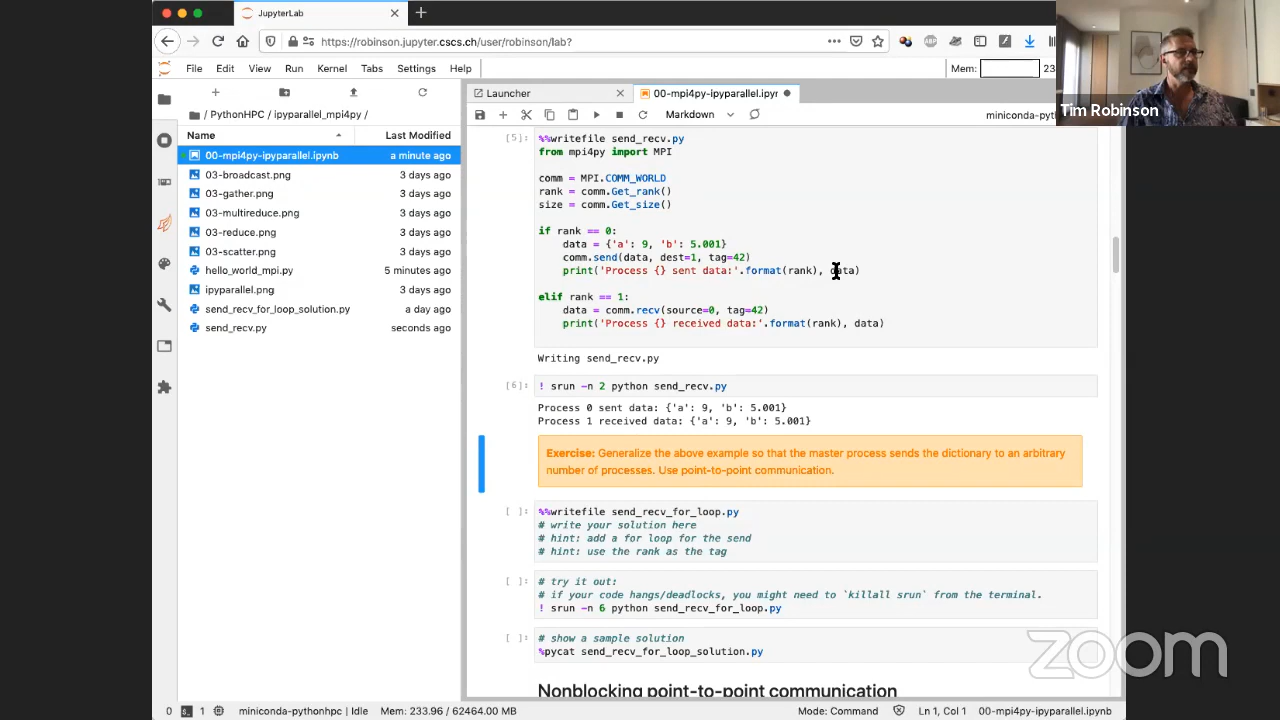 JupyterLab
https://robinson.jupyter.cscs.ch/user/robinson/lab?
ABP
File Edit View Run Kernel Tabs Settings Help
Mem: 23
Tim Robinson
/ PythonHPC / ipyparallel_mpi4py /
Name Last Modified
00-mpi4py-ipyparallel.ipynb a minute ago
03-broadcast.png 3 days ago
03-gather.png 3 days ago
03-multireduce.png 3 days ago
03-reduce.png 3 days ago
03-scatter.png 3 days ago
hello_world_mpi.py 5 minutes ago
ipyparallel.png 3 days ago
send_recv_for_loop_solution.py a day ago
send_recv.py seconds ago
Launcher
00-mpi4py-ipyparallel.ipyr
Markdown
miniconda-pyth
[5]: %%writefile send_recv.py
from mpi4py import MPI
comm = MPI.COMM_WORLD
rank = comm.Get_rank()
size = comm.Get_size()
if rank == 0:
data = {'a': 9, 'b': 5.001}
comm.send(data, dest=1, tag=42)
print('Process {} sent data:'.format(rank), data)
elif rank == 1:
data = comm.recv(source=0, tag=42)
print('Process {} received data:'.format(rank), data)
Writing send_recv.py
[6]: ! srun -n 2 python send_recv.py
Process 0 sent data: {'a': 9, 'b': 5.001}
Process 1 received data: {'a': 9, 'b': 5.001}
Exercise: Generalize the above example so that the master process sends the dictionary to an arbitrary
number of processes. Use point-to-point communication.
[ ]: %%writefile send_recv_for_loop.py
# write your solution here
# hint: add a for loop for the send
# hint: use the rank as the tag
[ ]: # try it out:
# if your code hangs/deadlocks, you might need to `killall srun` from the terminal.
! srun -n 6 python send_recv_for_loop.py
[ ]: # show a sample solution
%pycat send_recv_for_loop_solution.py
Nonblocking point-to-point communication
zoom
0 1 miniconda-pythonhpc | Idle Mem: 233.96 / 62464.00 MB Mode: Command Ln 1, Col 1 00-mpi4py-ipyparallel.ipynb